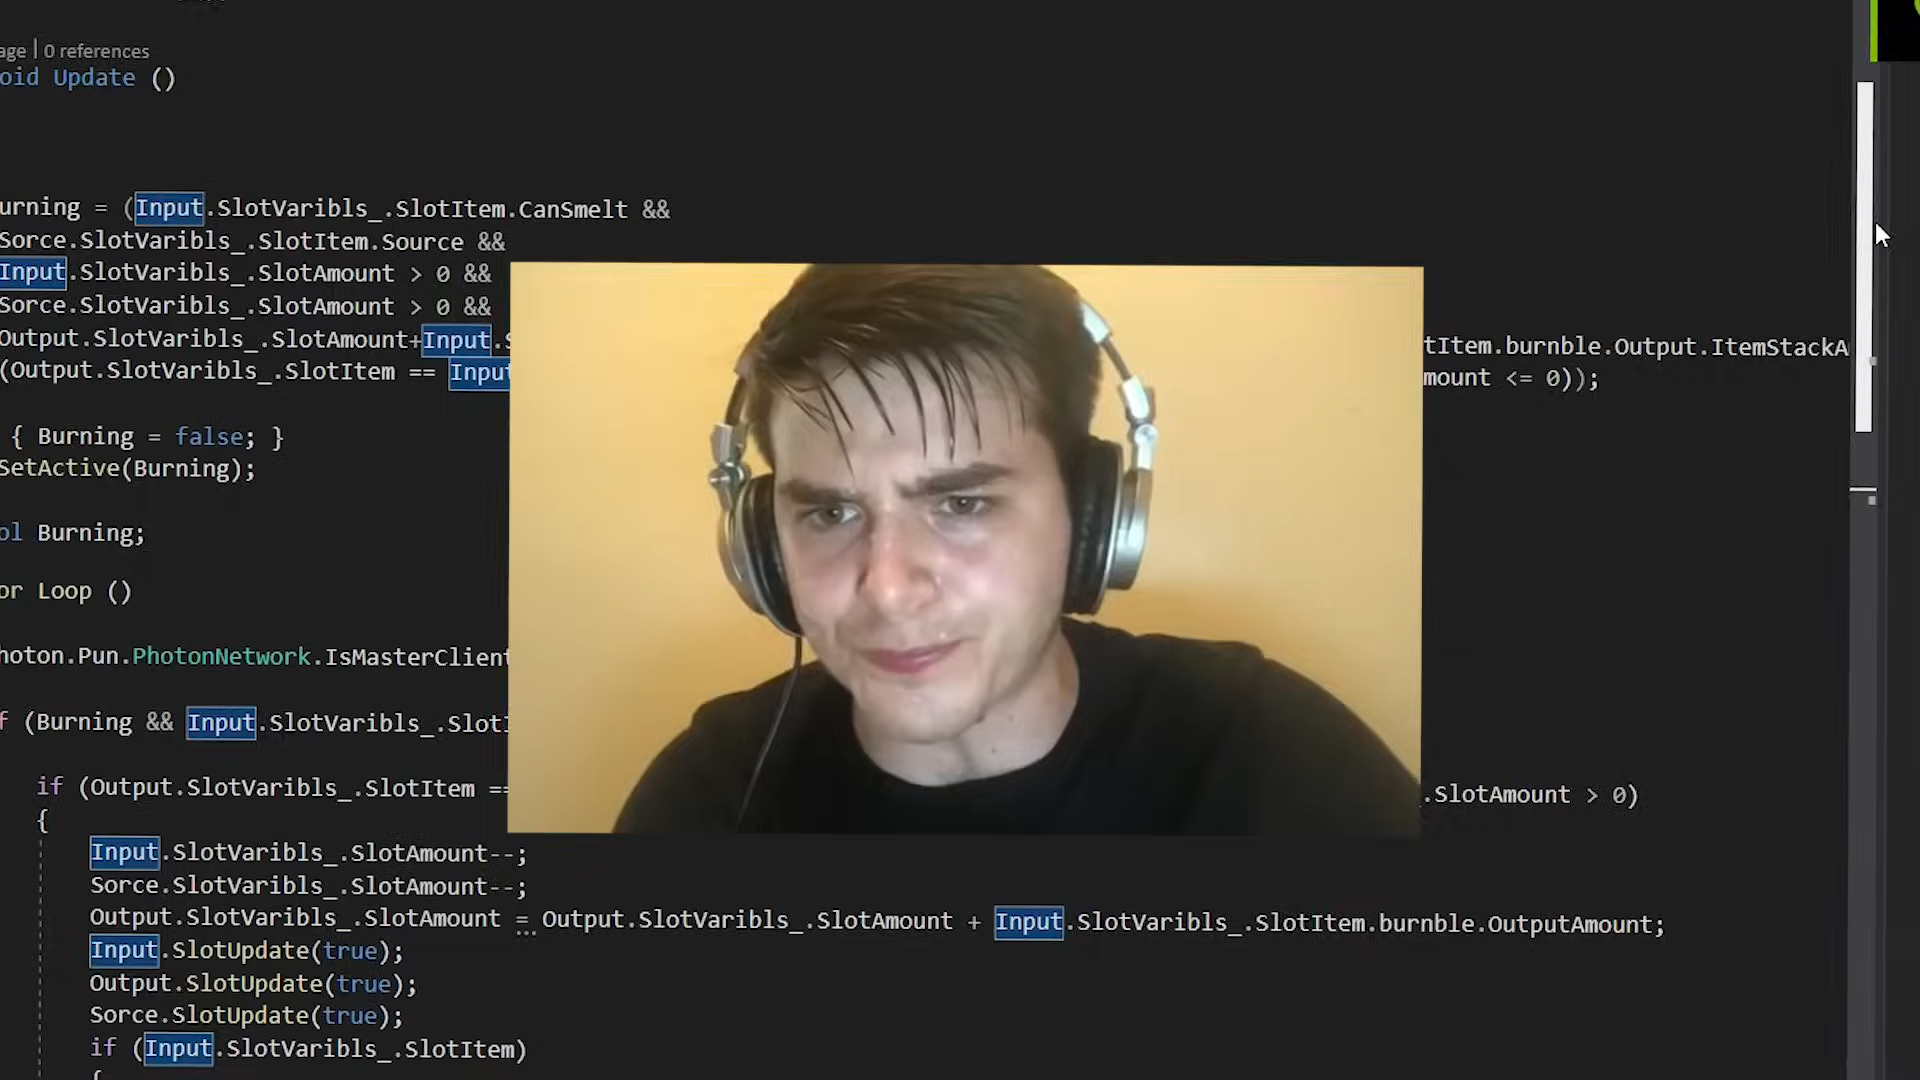 age | 0 references
oid Update ()
urning = (Input.SlotVaribls_.SlotItem.CanSmelt &&
Sorce.SlotVaribls_.SlotItem.Source &&
Input.SlotVaribls_.SlotAmount > 0 &&
Sorce.SlotVaribls_.SlotAmount > 0 &&
Output.SlotVaribls_.SlotAmount+Input. tItem.burnble.Output.ItemStackA
(Output.SlotVaribls_.SlotItem == Input mount <= 0));
{ Burning = false; }
SetActive(Burning);
ol Burning;
or Loop ()
hoton.Pun.PhotonNetwork.IsMasterClient
f (Burning && Input.SlotVaribls_.SlotI
if (Output.SlotVaribls_.SlotItem == .SlotAmount > 0)
{
Input.SlotVaribls_.SlotAmount--;
Sorce.SlotVaribls_.SlotAmount--;
Output.SlotVaribls_.SlotAmount = Output.SlotVaribls_.SlotAmount + Input.SlotVaribls_.SlotItem.burnble.OutputAmount;
Input.SlotUpdate(true);
Output.SlotUpdate(true);
Sorce.SlotUpdate(true);
if (Input.SlotVaribls_.SlotItem)
{